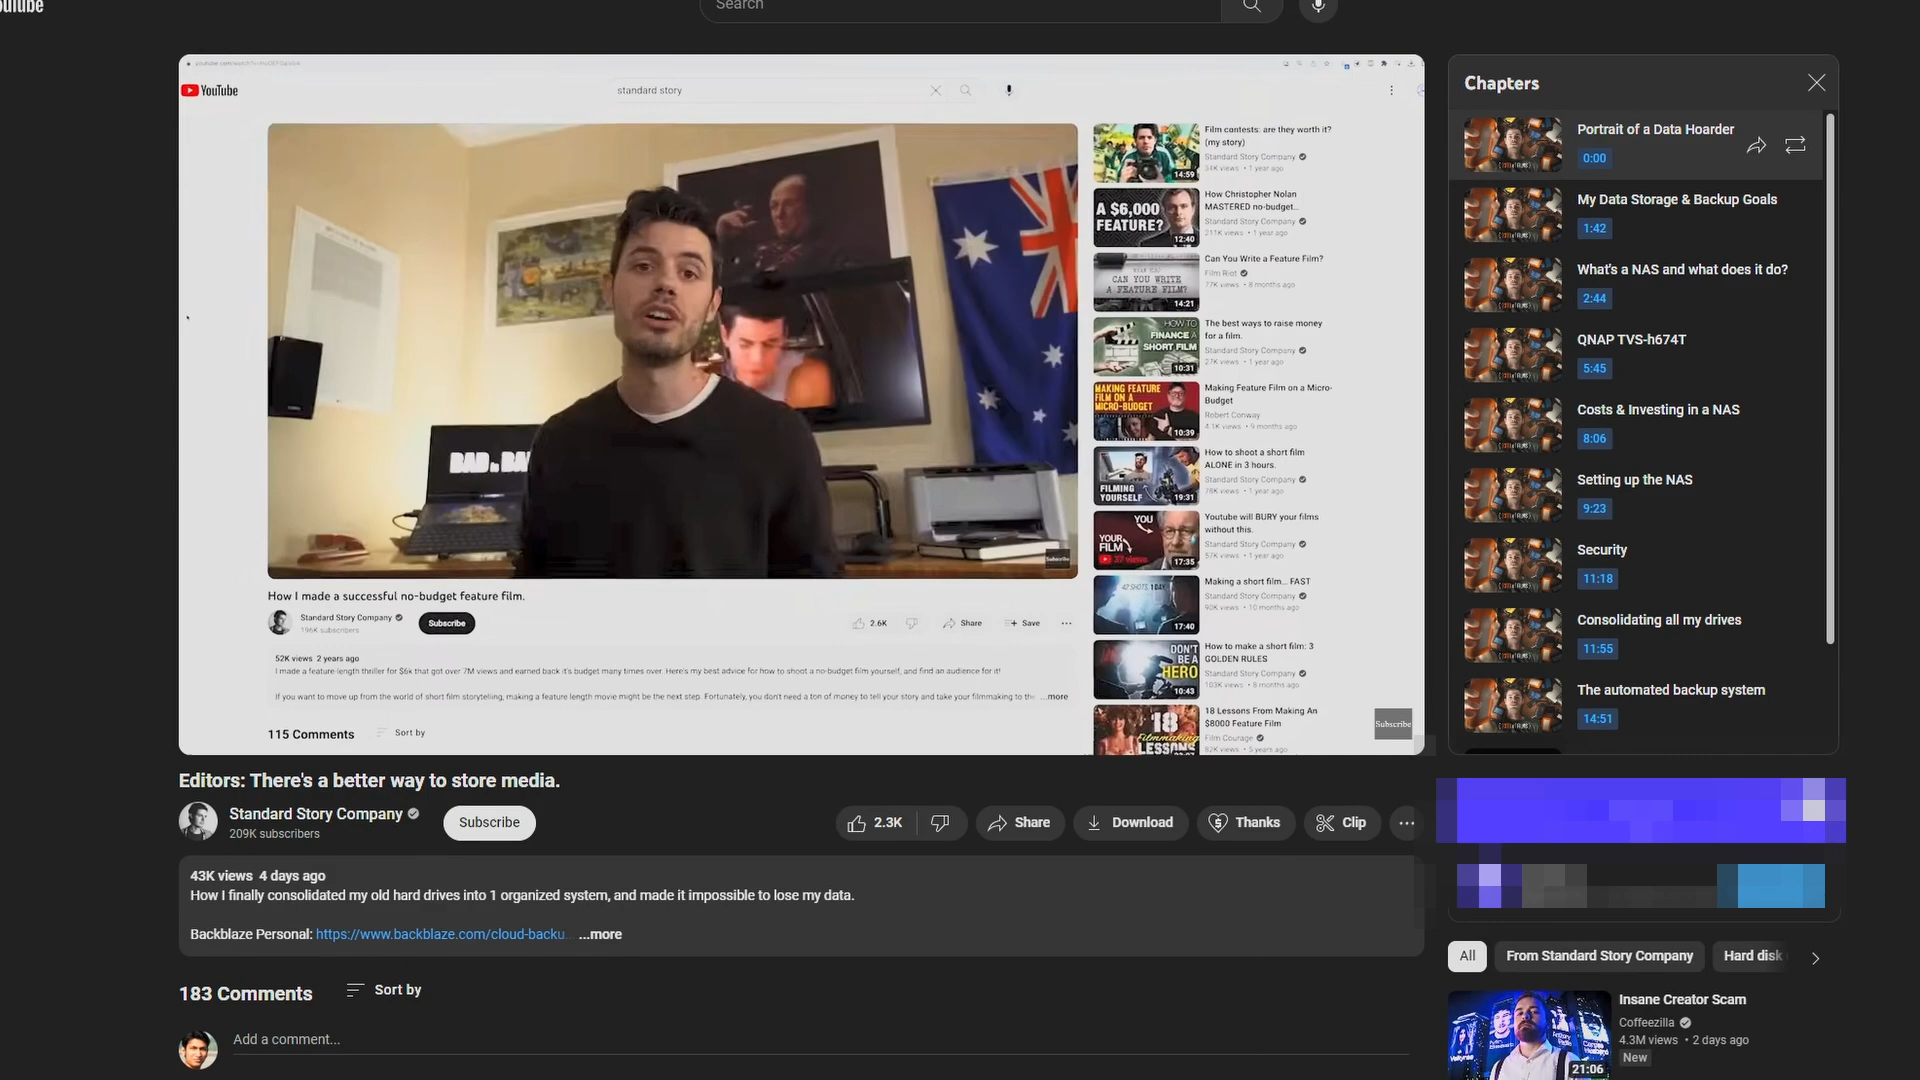 ouTube
Search
YouTube
standard story
BAD
How I made a successful no-budget feature film.
Standard Story Company
196K subscribers
Subscribe
2.6K
Share
Save
52K views 2 years ago
I made a feature-length thriller for $6k that got over 7M views and earned back it's budget many times over. Here's my best advice for how to shoot a no-budget film yourself, and find an audience for it!
If you want to move up from the world of short film storytelling, making a feature length movie might be the next step. Fortunately, you don't need a ton of money to tell your story and take your filmmaking to the ...more
115 Comments
Sort by
Subscribe
Film contests: are they worth it?
(my story)
Standard Story Company
34K views • 1 year ago
14:59
A $6,000
FEATURE?
12:40
How Christopher Nolan
MASTERED no-budget...
Standard Story Company
211K views • 1 year ago
CAN YOU WRITE
A FEATURE FILM?
14:21
Can You Write a Feature Film?
Film Riot
77K views • 8 months ago
HOW TO
FINANCE A
SHORT FILM
10:31
The best ways to raise money
for a film.
Standard Story Company
27K views • 1 year ago
MAKING FEATURE
FILM ON A
MICRO-BUDGET
10:39
Making Feature Film on a Micro-
Budget
Robert Conway
4.1K views • 9 months ago
FILMING
YOURSELF
19:31
How to shoot a short film
ALONE in 3 hours.
Standard Story Company
78K views • 1 year ago
YOU
YOUR
FILM
17:35
Youtube will BURY your films
without this.
Standard Story Company
57K views • 1 year ago
42 SHOTS 1 DAY
17:40
Making a short film... FAST
Standard Story Company
90K views • 10 months ago
DON'T
BE A
HERO
10:43
How to make a short film: 3
GOLDEN RULES
Standard Story Company
103K views • 8 months ago
18
Filmmaking
LESSONS
18 Lessons From Making An
$8000 Feature Film
Film Courage
82K views • 5 years ago
Subscribe
Chapters
Portrait of a Data Hoarder
0:00
My Data Storage & Backup Goals
1:42
What's a NAS and what does it do?
2:44
QNAP TVS-h674T
5:45
Costs & Investing in a NAS
8:06
Setting up the NAS
9:23
Security
11:18
Consolidating all my drives
11:55
The automated backup system
14:51
Editors: There's a better way to store media.
Standard Story Company
209K subscribers
Subscribe
2.3K
Share
Download
Thanks
Clip
43K views 4 days ago
How I finally consolidated my old hard drives into 1 organized system, and made it impossible to lose my data.
Backblaze Personal: https://www.backblaze.com/cloud-backu... ...more
183 Comments
Sort by
Add a comment...
All
From Standard Story Company
Hard disk
Insane Creator Scam
Coffeezilla
4.3M views • 2 days ago
New
21:06